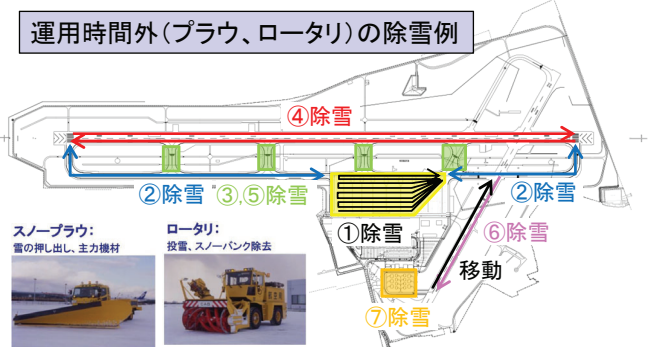 運用時間外(プラウ、ロータリ)の除雪例
④除雪
②除雪
③,⑤除雪
②除雪
①除雪
⑥除雪
移動
⑦除雪
スノープラウ:
雪の押し出し、主力機材
ロータリ:
投雪、スノーバンク除去